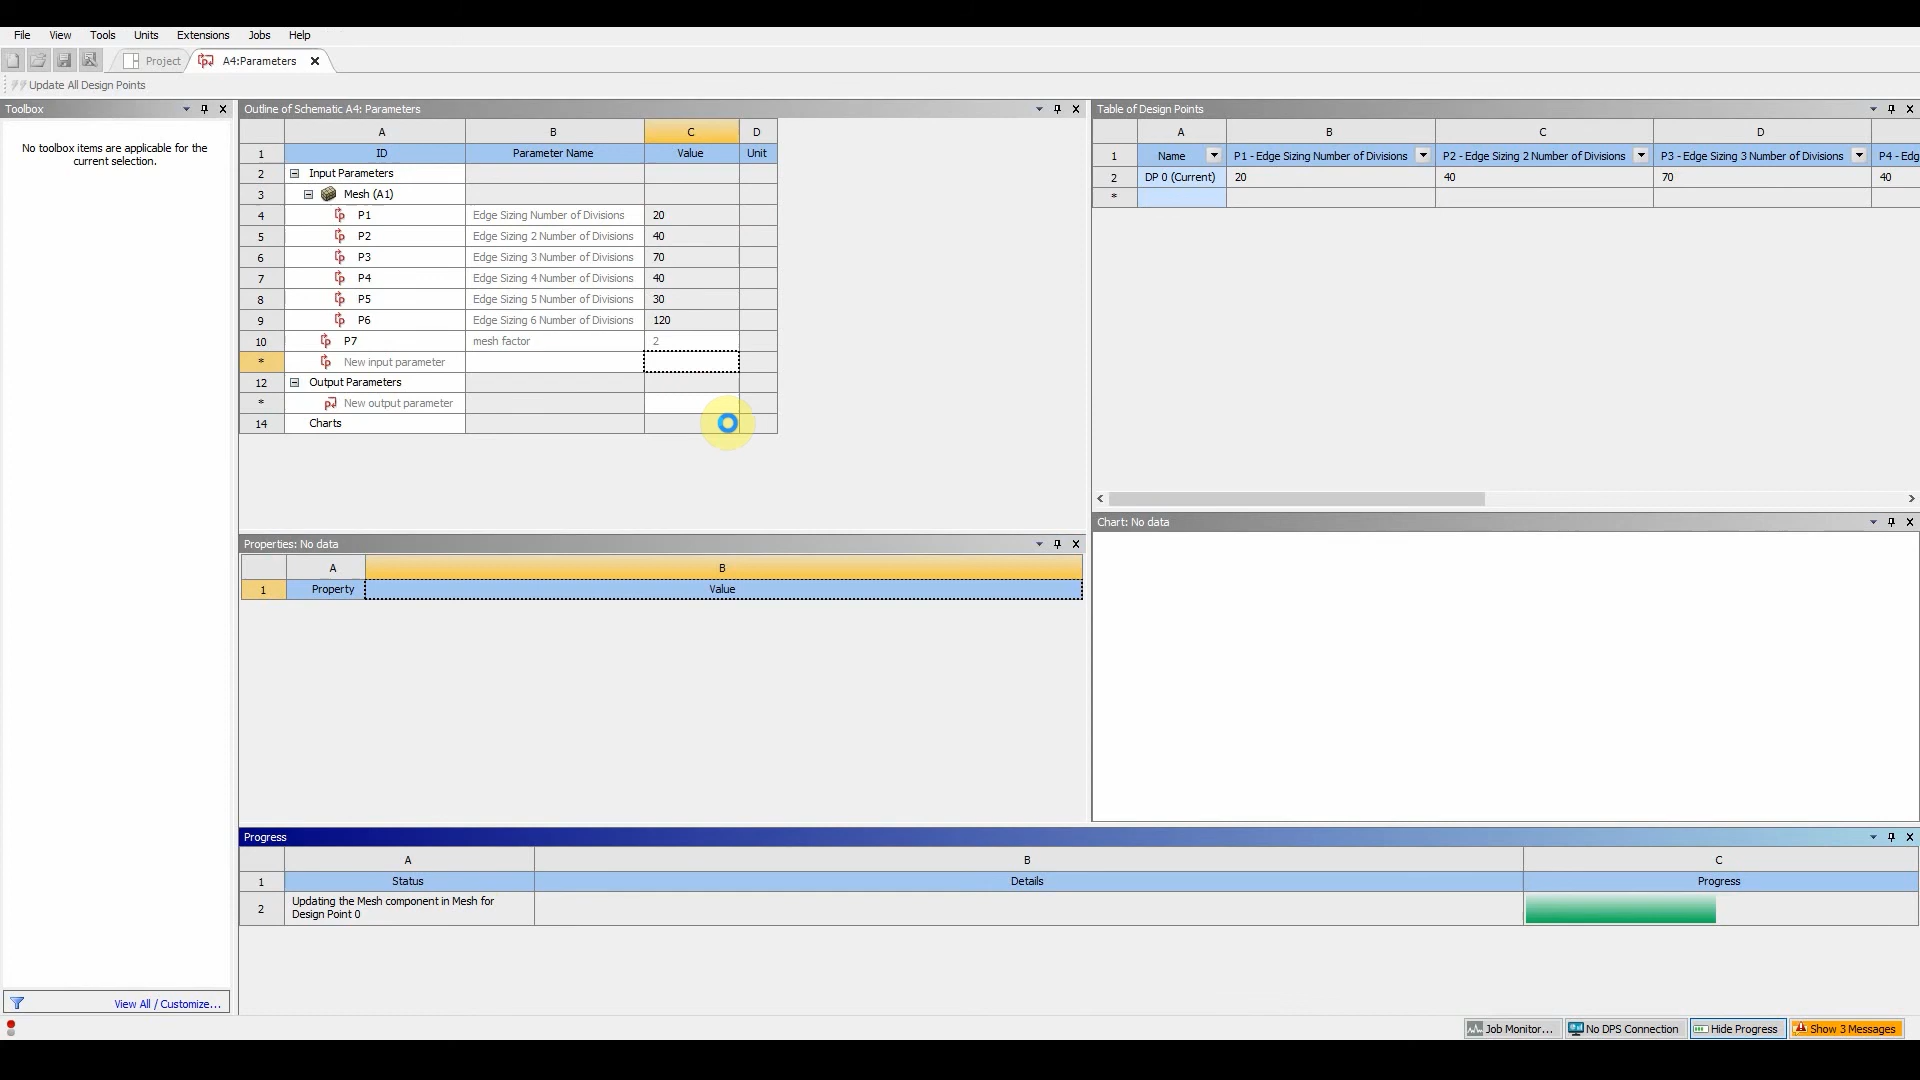 File View Tools Units Extensions Jobs Help
Project A4:Parameters
Update All Design Points
Toolbox
No toolbox items are applicable for the
current selection.
View All / Customize...
Outline of Schematic A4: Parameters
A B C D
1 ID Parameter Name Value Unit
2 Input Parameters
3 Mesh (A1)
4 P1 Edge Sizing Number of Divisions 20
5 P2 Edge Sizing 2 Number of Divisions 40
6 P3 Edge Sizing 3 Number of Divisions 70
7 P4 Edge Sizing 4 Number of Divisions 40
8 P5 Edge Sizing 5 Number of Divisions 30
9 P6 Edge Sizing 6 Number of Divisions 120
10 P7 mesh factor 2
* New input parameter
12 Output Parameters
* New output parameter
14 Charts
Properties: No data
A B
1 Property Value
Table of Design Points
A B C D
1 Name P1 - Edge Sizing Number of Divisions P2 - Edge Sizing 2 Number of Divisions P3 - Edge Sizing 3 Number of Divisions P4 - Edg
2 DP 0 (Current) 20 40 70 40
*
Chart: No data
Progress
A B C
1 Status Details Progress
2 Updating the Mesh component in Mesh for
Design Point 0
Job Monitor... No DPS Connection Hide Progress Show 3 Messages